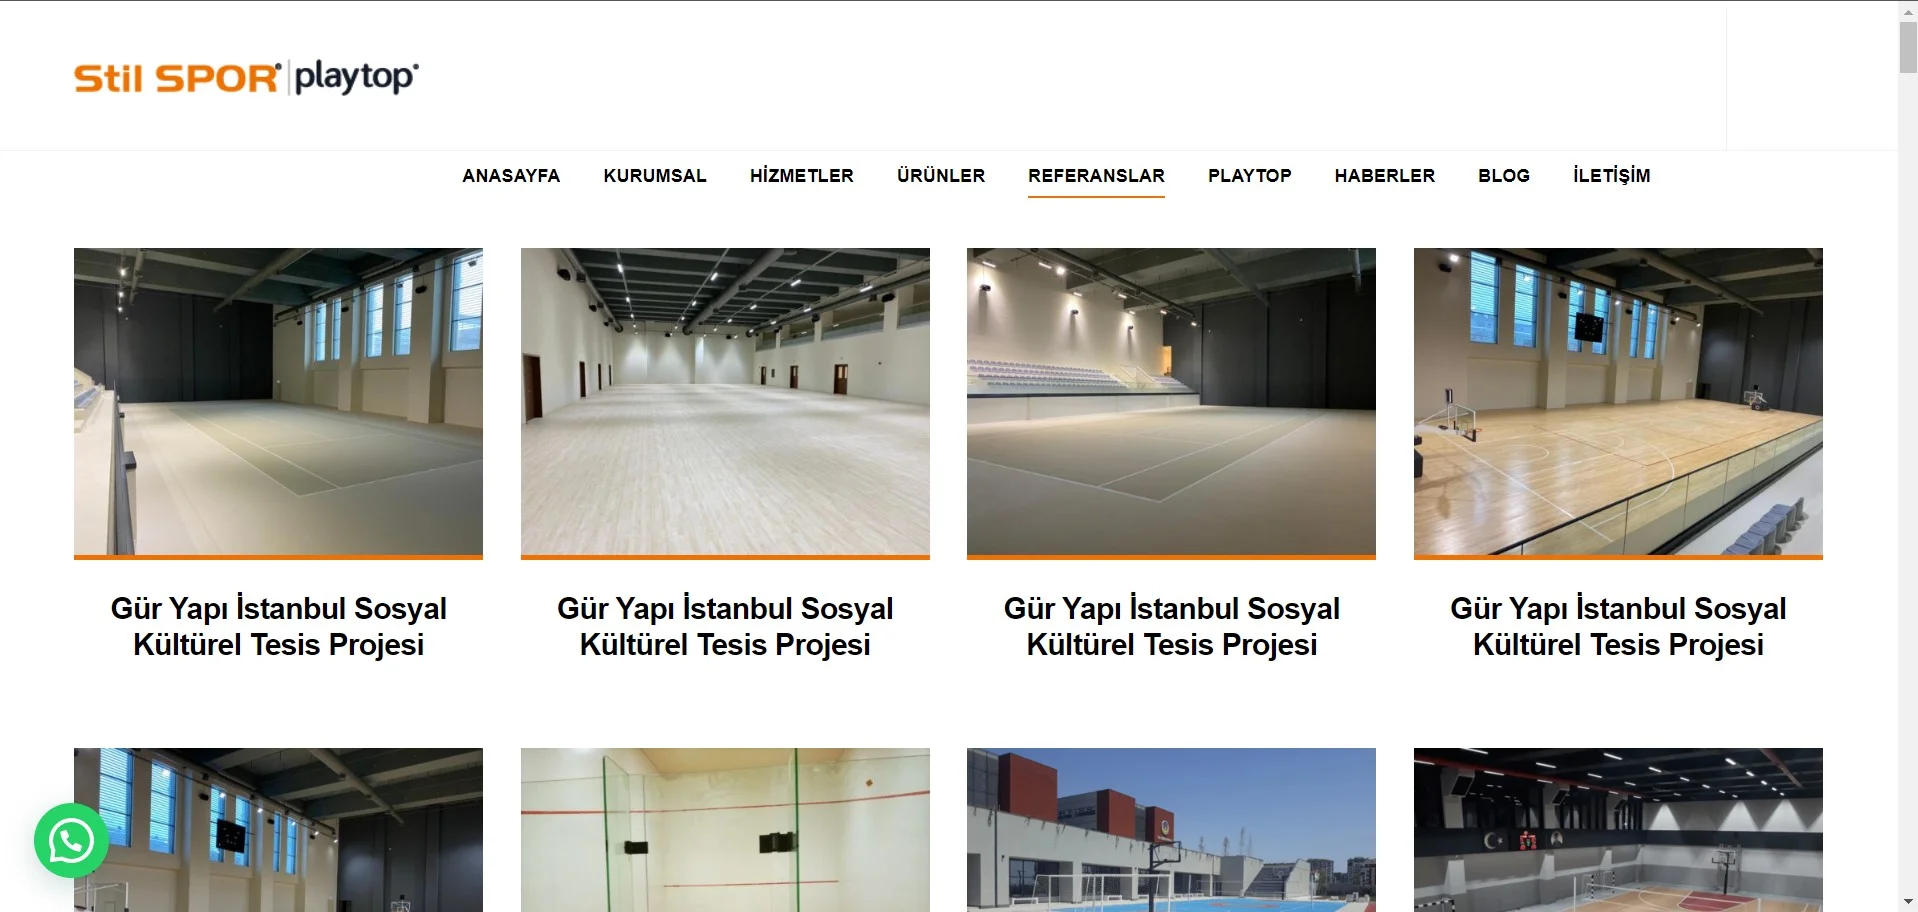 Stil SPOR® playtop®
ANASAYFA KURUMSAL HİZMETLER ÜRÜNLER REFERANSLAR PLAYTOP HABERLER BLOG İLETİŞİM
Gür Yapı İstanbul Sosyal
Kültürel Tesis Projesi
Gür Yapı İstanbul Sosyal
Kültürel Tesis Projesi
Gür Yapı İstanbul Sosyal
Kültürel Tesis Projesi
Gür Yapı İstanbul Sosyal
Kültürel Tesis Projesi